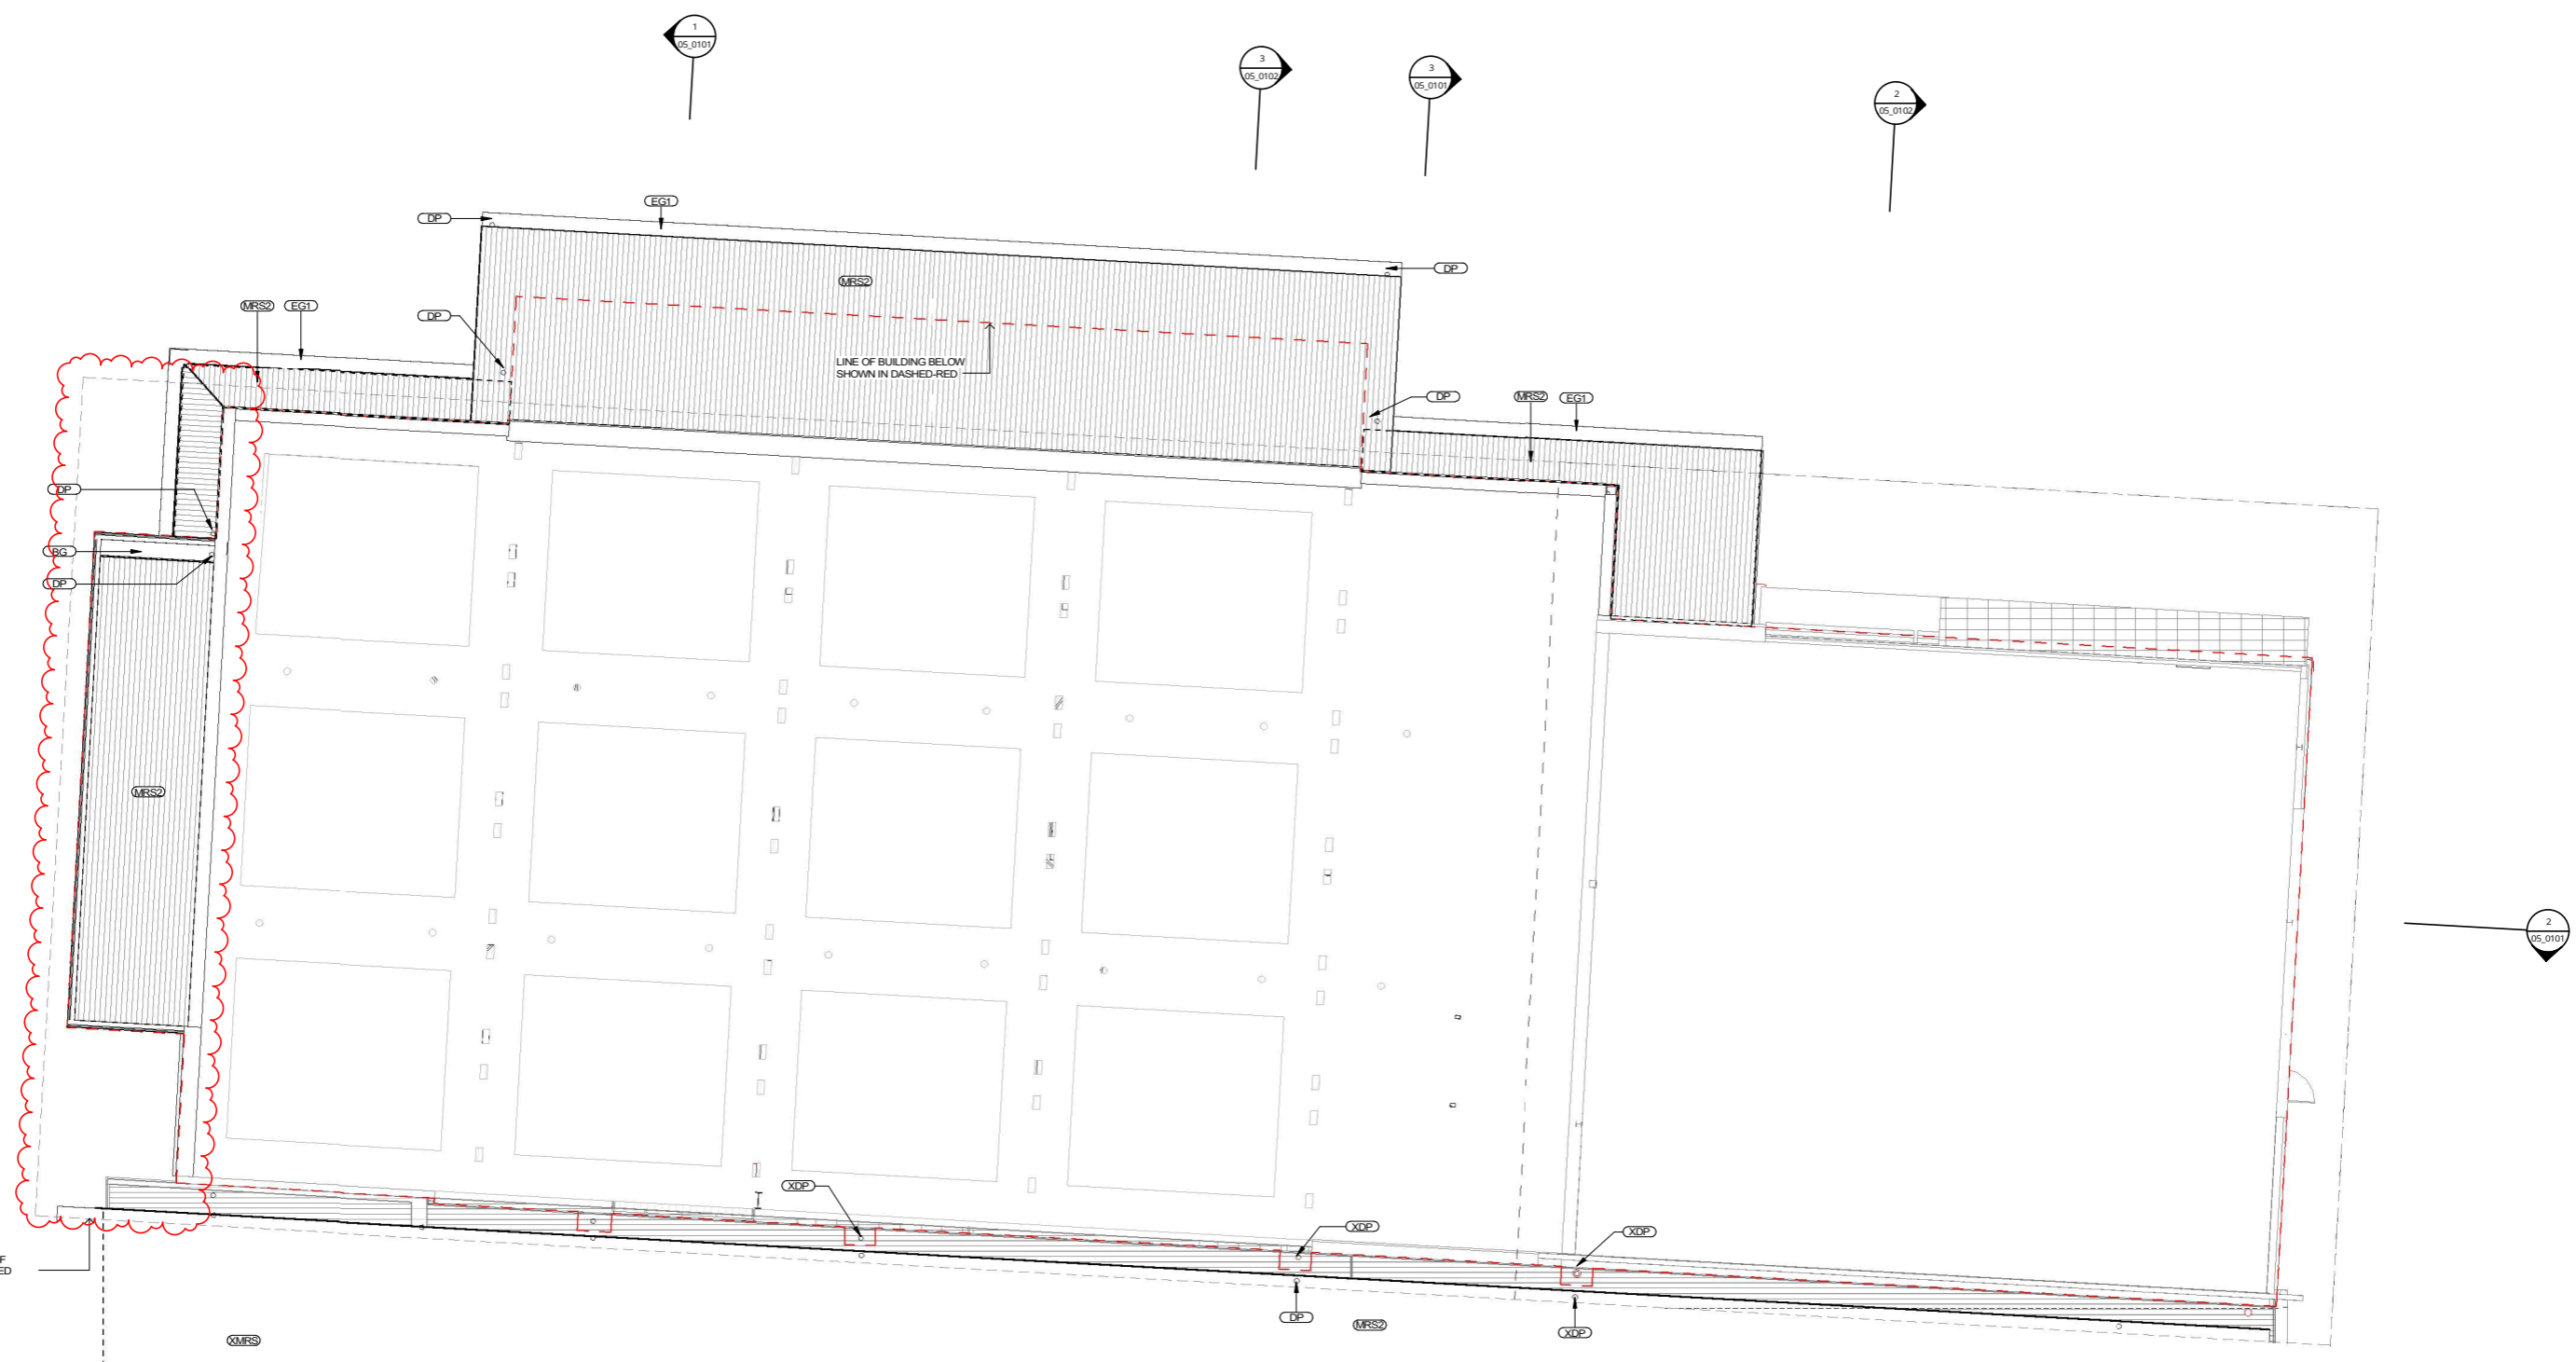 1
05_0101
3
05_0102
3
05_0101
2
05_0102
EG1
DP
MRS2
DP
MRS2
EG1
DP
LINE OF BUILDING BELOW
SHOWN IN DASHED-RED
DP
MRS2
EG1
DP
BG
DP
MRS2
2
05_0101
XDP
XDP
XDP
F
ED
DP
MRS2
XDP
XMRS